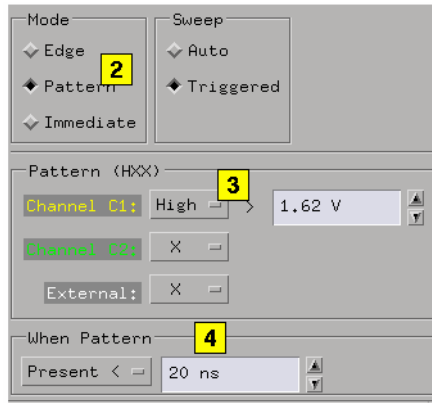 Mode
Sweep
Edge
Auto
2
Pattern
Triggered
Immediate
Pattern (HXX)
3
Channel C1: High > 1.62 V
Channel C2: X
External: X
When Pattern
4
Present < 20 ns